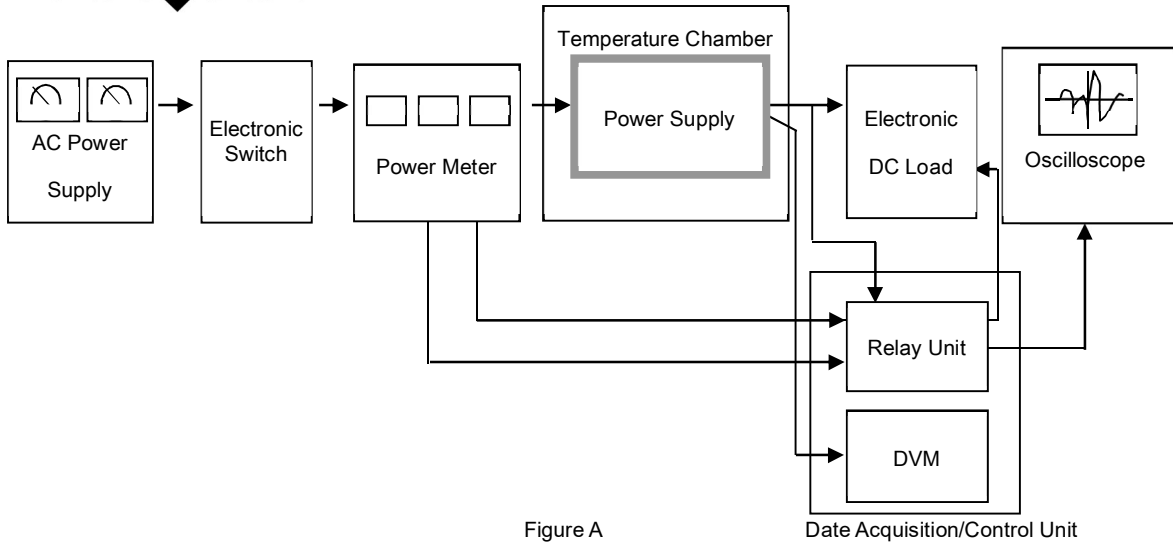 Temperature Chamber
AC Power
Supply
Electronic
Switch
Power Meter
Power Supply
Electronic
DC Load
Oscilloscope
Relay Unit
DVM
Figure A
Date Acquisition/Control Unit